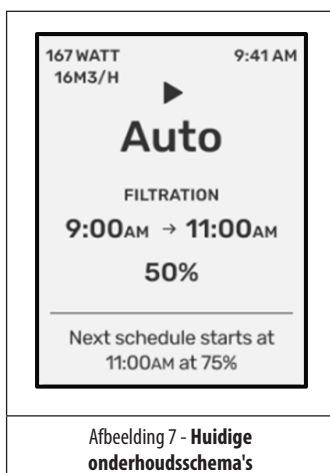 167 WATT
9:41 AM
16M3/H
Auto
FILTRATION
9:00AM → 11:00AM
50%
Next schedule starts at
11:00AM at 75%
Afbeelding 7 - Huidige
onderhoudsschema's